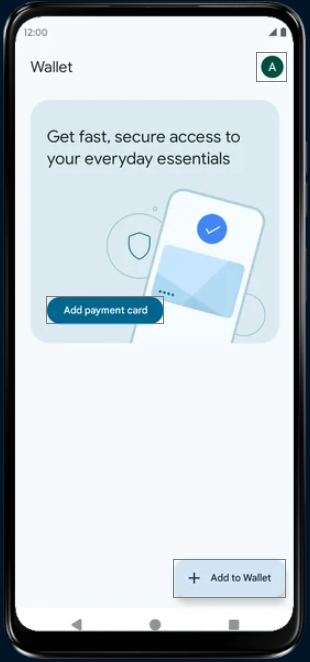 12:00
Wallet
A
Get fast, secure access to
your everyday essentials
Add payment card
+ Add to Wallet